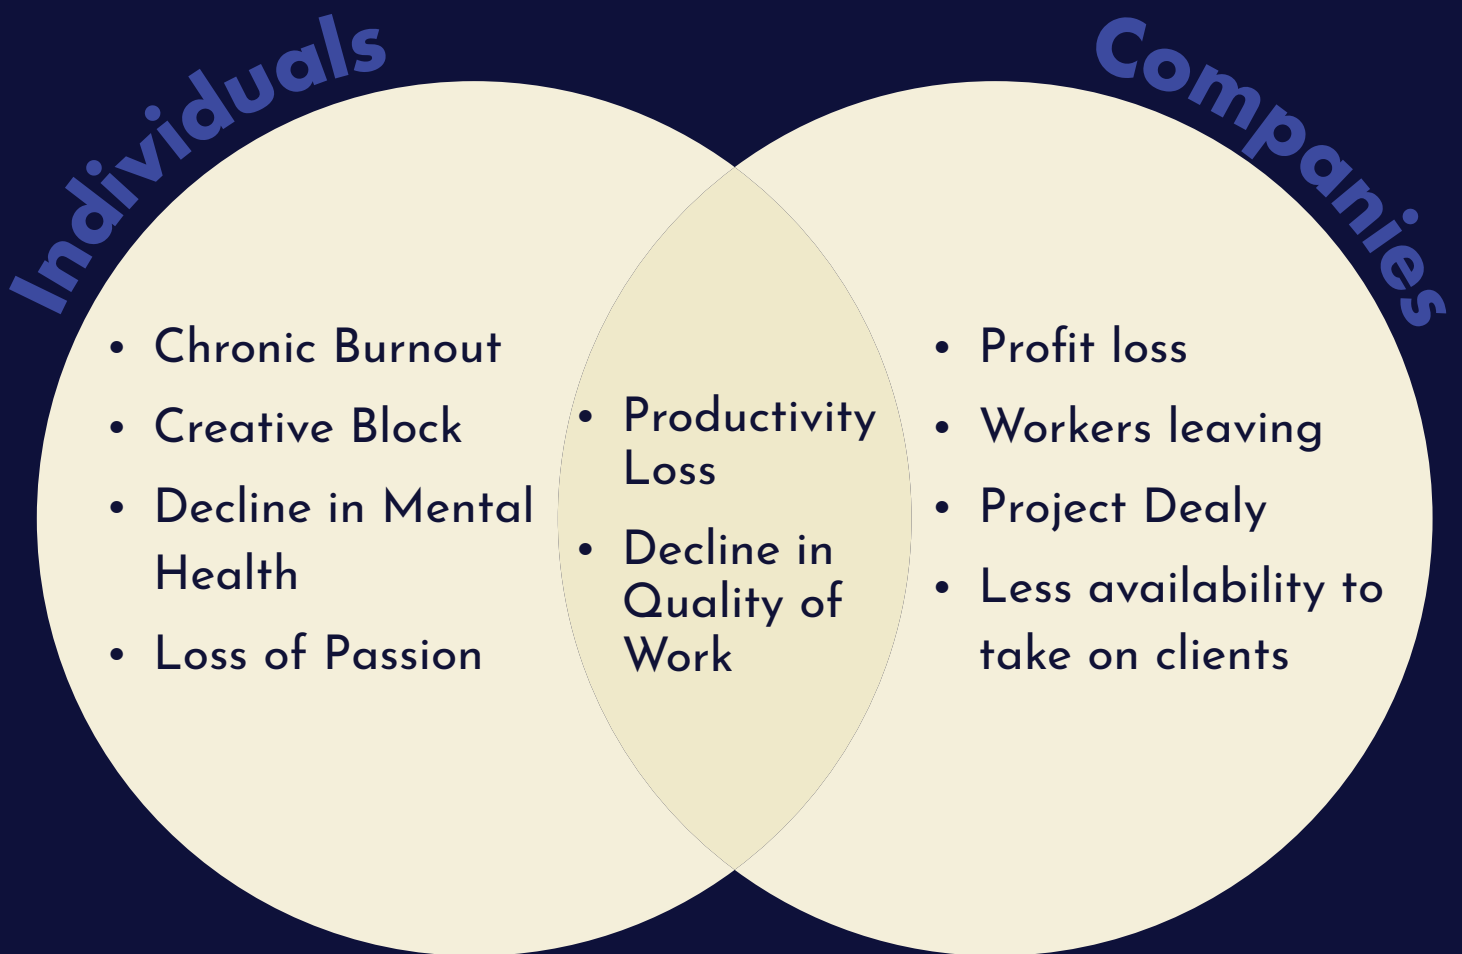 Individuals
Companies
• Chronic Burnout
• Creative Block
• Decline in Mental
Health
• Loss of Passion
• Productivity
Loss
• Decline in
Quality of
Work
• Profit loss
• Workers leaving
• Project Dealy
• Less availability to
take on clients